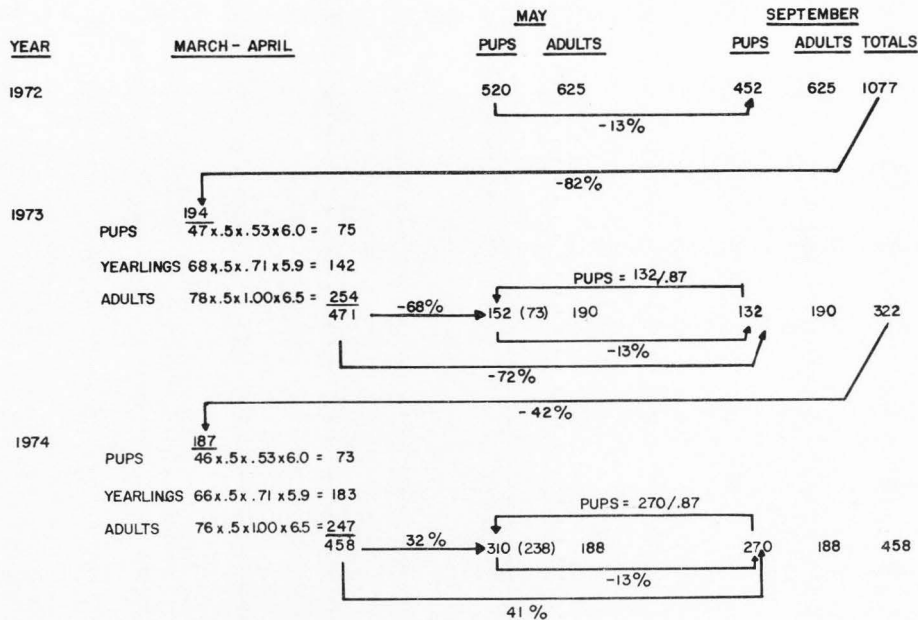 MAY SEPTEMBER
YEAR MARCH - APRIL PUPS ADULTS PUPS ADULTS TOTALS
1972 520 625 452 625 1077
-13%
-82%
1973 194
PUPS 47 x .5 x .53 x 6.0 = 75
YEARLINGS 68 x .5 x .71 x 5.9 = 142
PUPS = 132/.87
ADULTS 78 x .5 x 1.00 x 6.5 = 254
-68%
471 152 (73) 190 132 190 322
-13%
-72%
-42%
1974 187
PUPS 46 x .5 x .53 x 6.0 = 73
YEARLINGS 66 x .5 x .71 x 5.9 = 183
PUPS = 270/.87
ADULTS 76 x .5 x 1.00 x 6.5 = 247
32%
458 310 (238) 188 270 188 458
-13%
41%